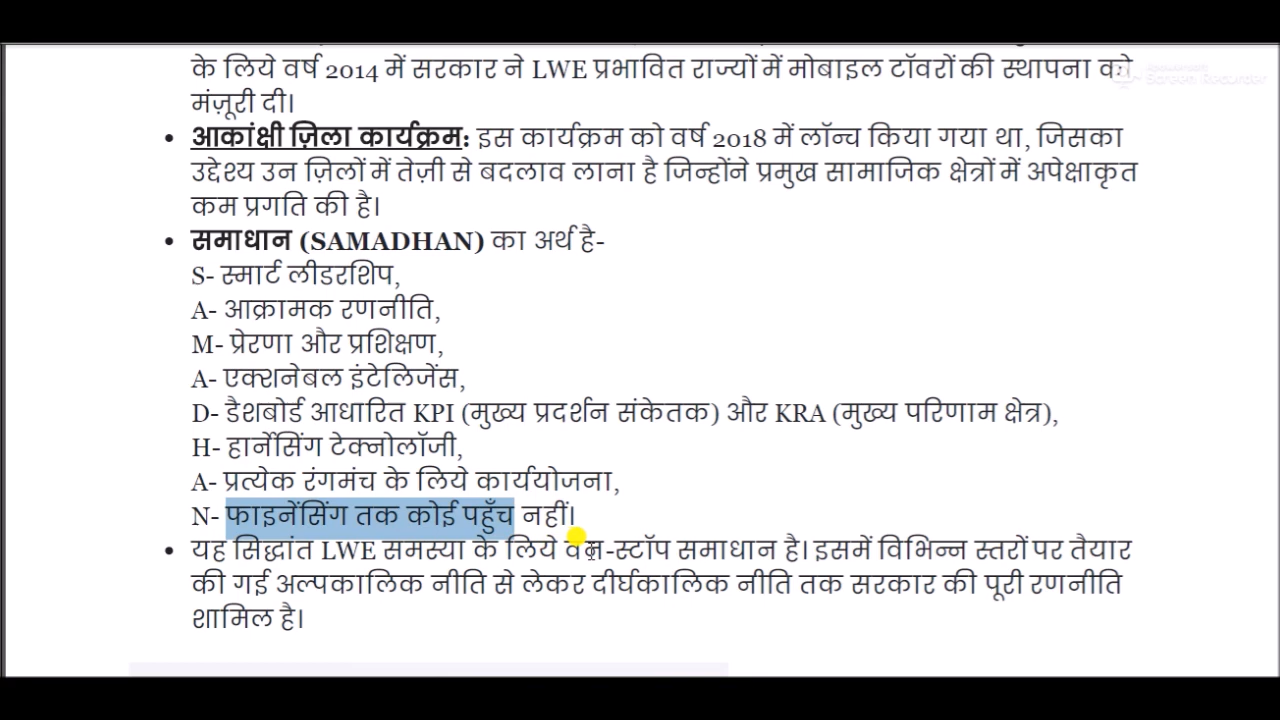 के लिये वर्ष 2014 में सरकार ने LWE प्रभावित राज्यों में मोबाइल टॉवरों की स्थापना को
मंज़ूरी दी।
• आकांक्षी ज़िला कार्यक्रम: इस कार्यक्रम को वर्ष 2018 में लॉन्च किया गया था, जिसका
उद्देश्य उन ज़िलों में तेज़ी से बदलाव लाना है जिन्होंने प्रमुख सामाजिक क्षेत्रों में अपेक्षाकृत
कम प्रगति की है।
• समाधान (SAMADHAN) का अर्थ है-
S- स्मार्ट लीडरशिप,
A- आक्रामक रणनीति,
M- प्रेरणा और प्रशिक्षण,
A- एक्शनेबल इंटेलिजेंस,
D- डैशबोर्ड आधारित KPI (मुख्य प्रदर्शन संकेतक) और KRA (मुख्य परिणाम क्षेत्र),
H- हार्नेसिंग टेक्नोलॉजी,
A- प्रत्येक रंगमंच के लिये कार्ययोजना,
N- फाइनेंसिंग तक कोई पहुँच नहीं।
• यह सिद्धांत LWE समस्या के लिये वन-स्टॉप समाधान है। इसमें विभिन्न स्तरों पर तैयार
की गई अल्पकालिक नीति से लेकर दीर्घकालिक नीति तक सरकार की पूरी रणनीति
शामिल है।
Screen Recorder